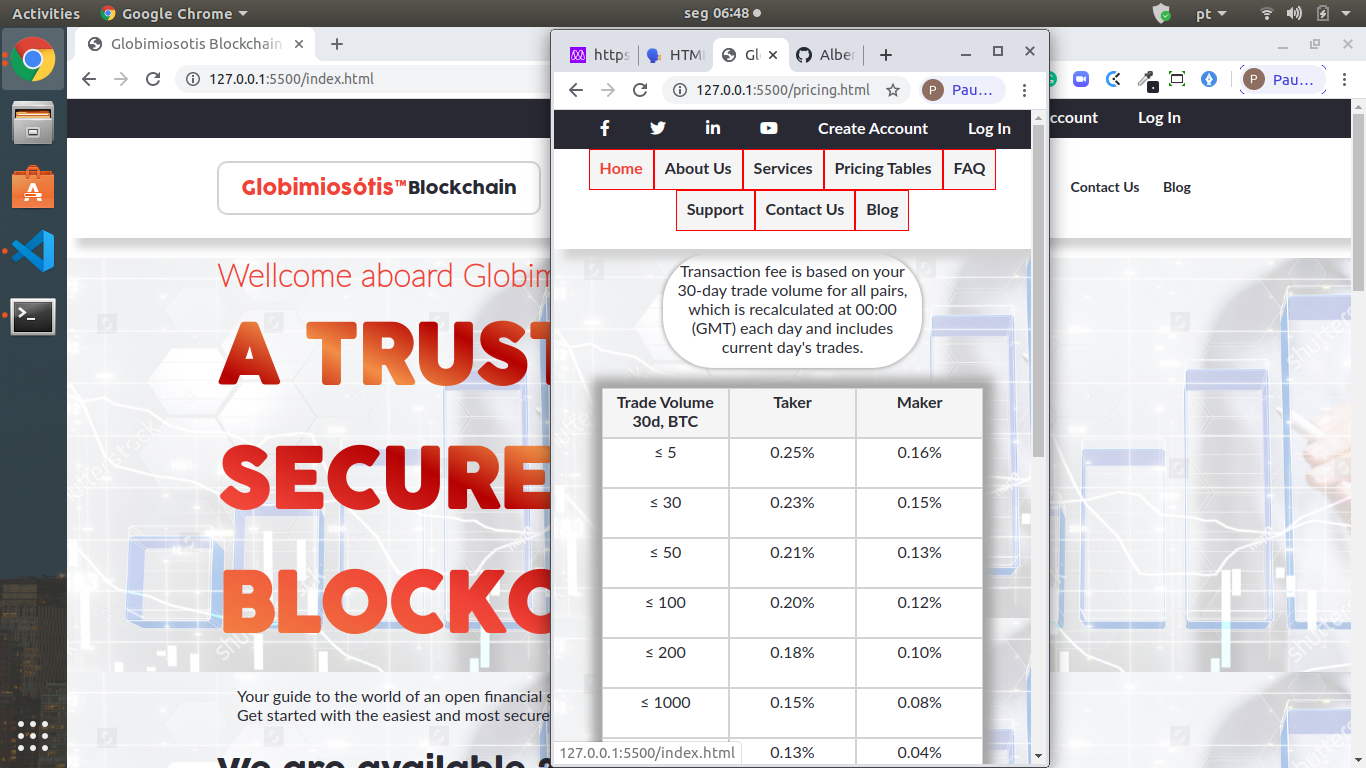 Activities Google Chrome seg 06:48 pt
Globimiosotis Blockchain
127.0.0.1:5500/index.html
Pau...
ccount Log In
Globimiosótis™Blockchain
Contact Us Blog
Wellcome aboard Globim
A TRUST
SECURE
BLOCKC
Your guide to the world of an open financial s
Get started with the easiest and most secure
We are available 2
https HTM Gl Alber
127.0.0.1:5500/pricing.html P Pau...
Create Account Log In
Home About Us Services Pricing Tables FAQ
Support Contact Us Blog
Transaction fee is based on your
30-day trade volume for all pairs,
which is recalculated at 00:00
(GMT) each day and includes
current day's trades.
Trade Volume Taker Maker
30d, BTC
≤ 5 0.25% 0.16%
≤ 30 0.23% 0.15%
≤ 50 0.21% 0.13%
≤ 100 0.20% 0.12%
≤ 200 0.18% 0.10%
≤ 1000 0.15% 0.08%
0.13% 0.04%
127.0.0.1:5500/index.html